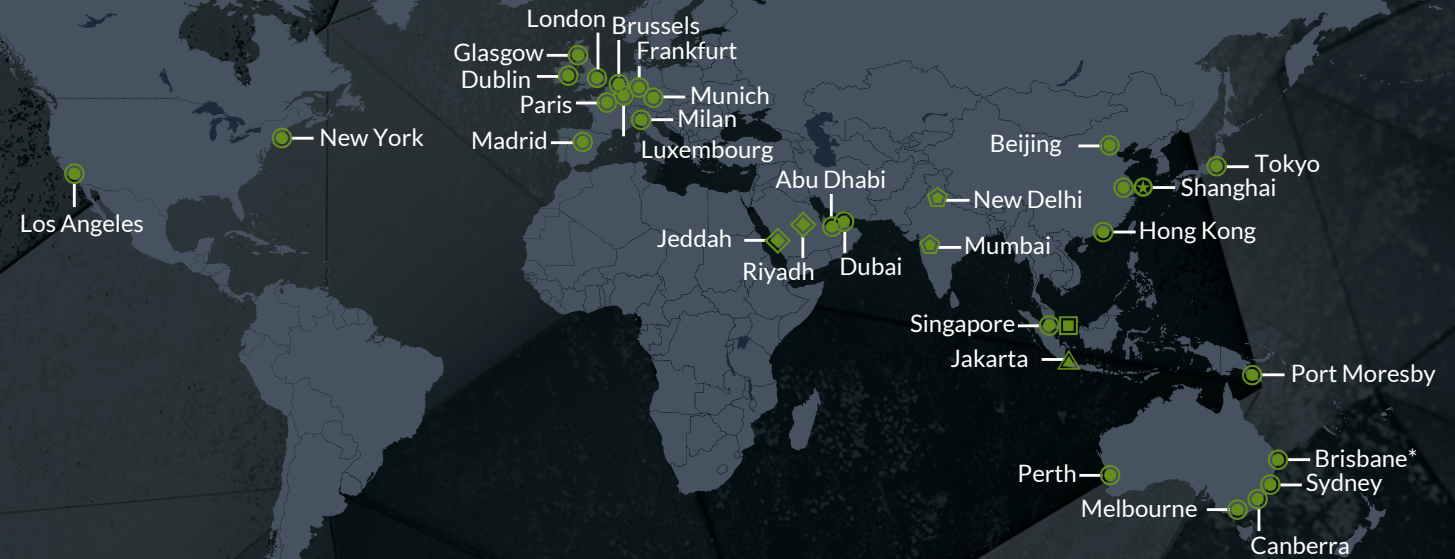 London
Brussels
Glasgow
Frankfurt
Dublin
Paris
Munich
Milan
New York
Madrid
Luxembourg
Beijing
Tokyo
Abu Dhabi
Shanghai
New Delhi
Los Angeles
Hong Kong
Jeddah
Mumbai
Riyadh
Dubai
Singapore
Jakarta
Port Moresby
Brisbane*
Perth
Sydney
Melbourne
Canberra